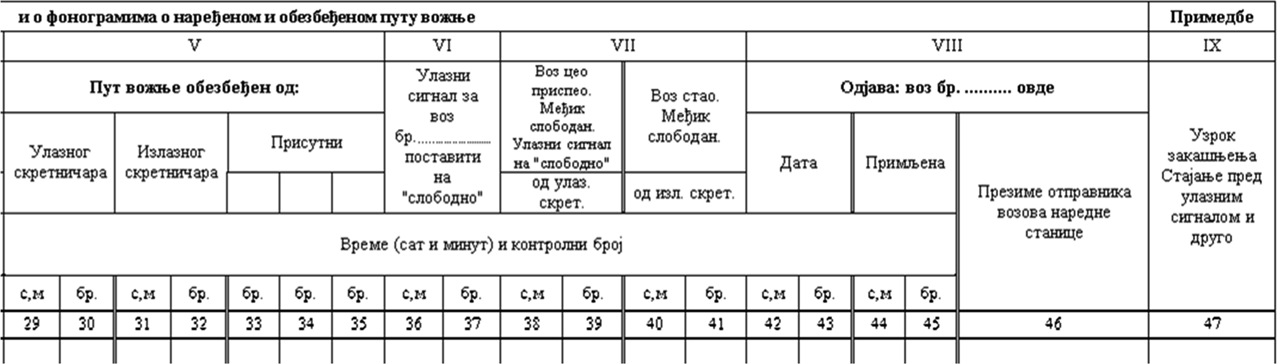 и о фонограмима о наређеном и обезбеђеном путу вожње
Примедбе
V
VI
VII
VIII
IX
Пут вожње обезбеђен од:
Улазни
сигнал за
воз
бр......................
поставити
на
"слободно"
Воз цео
приспео.
Међик
слободан.
Улазни сигнал
на "слободно"
Воз стао.
Међик
слободан.
Одјава: воз бр. .......... овде
Узрок
закашњења
Стајање пред
улазним
сигналом и
друго
Улазног
скретничара
Излазног
скретничара
Присутни
Дата
Примљена
Презиме отправника
возова наредне
станице
од улаз.
скрет.
од изл. скрет.
Време (сат и минут) и контролни број
с,м бр. с,м бр. бр. бр. бр. с,м бр. с,м бр. с,м бр. с,м бр. с,м бр.
29 30 31 32 33 34 35 36 37 38 39 40 41 42 43 44 45 46 47